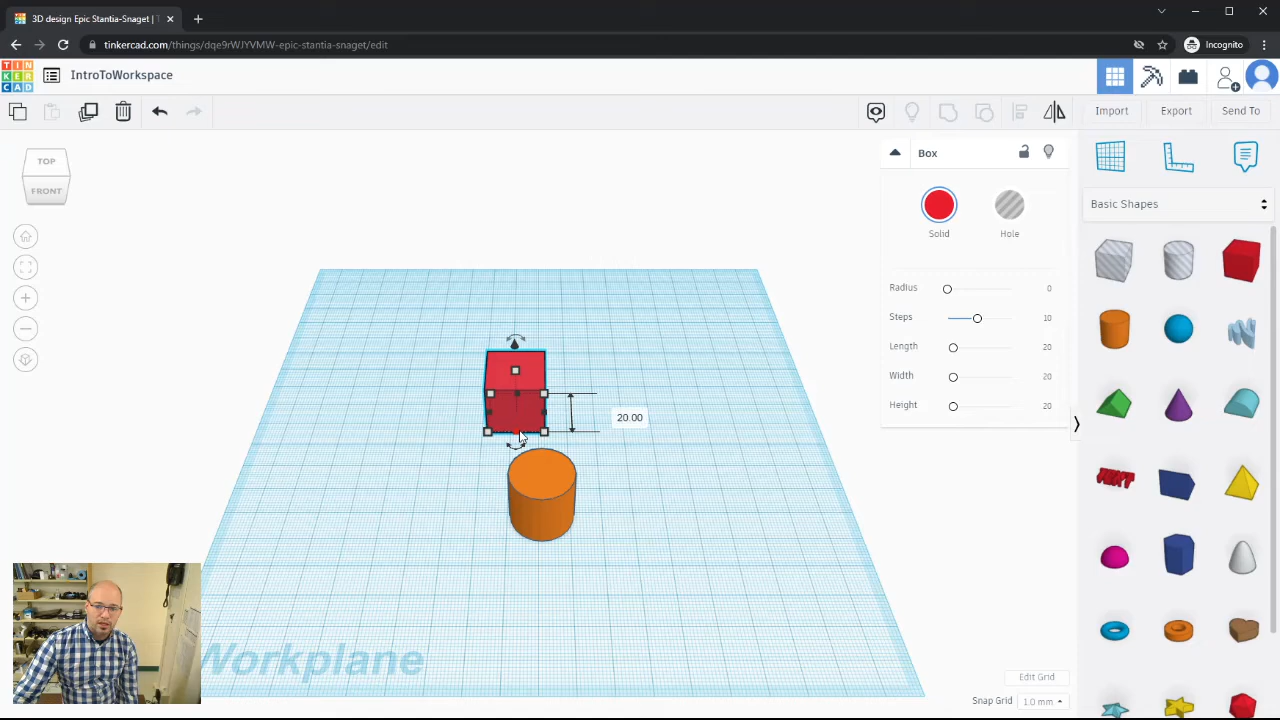 3D design Epic Stantia-Snaget | T
Incognito
tinkercad.com/things/dqe9rWJYVMW-epic-stantia-snaget/edit
TIN
KER
CAD
IntroToWorkspace
Import
Export
Send To
TOP
FRONT
Box
Solid
Hole
Radius 0
Steps 10
Length 20
Width 20
Height 20
Basic Shapes
20.00
Workplane
Edit Grid
Snap Grid 1.0 mm